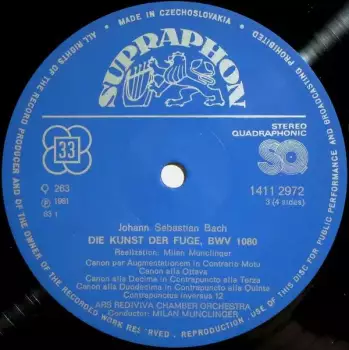 MADE IN CZECHOSLOVAKIA
ALL RIGHTS OF THE RECORD PRODUCER AND OF THE OWNER OF THE RECORDED WORK RESERVED. REPRODUCTION - USE OF THIS DISC FOR PUBLIC PERFORMANCE AND BROADCASTING PROHIBITED
SUPRAPHON
STEREO
QUADRAPHONIC
33
SQ
Q 263
℗ 1981
1411 2972
3 (4 sides)
Johann Sebastian Bach
DIE KUNST DER FUGE, BWV 1080
Realization: Milan Munclinger
Canon per Augmentationem in Contrario Motu
Canon alla Ottava
Canon alla Decima in Contrapuncto alla Terza
Canon alla Duodecima in Contrapuncto alla Quinta
Contrapunctus inversus 12
ARS REDIVIVA CHAMBER ORCHESTRA
Conductor: MILAN MUNCLINGER